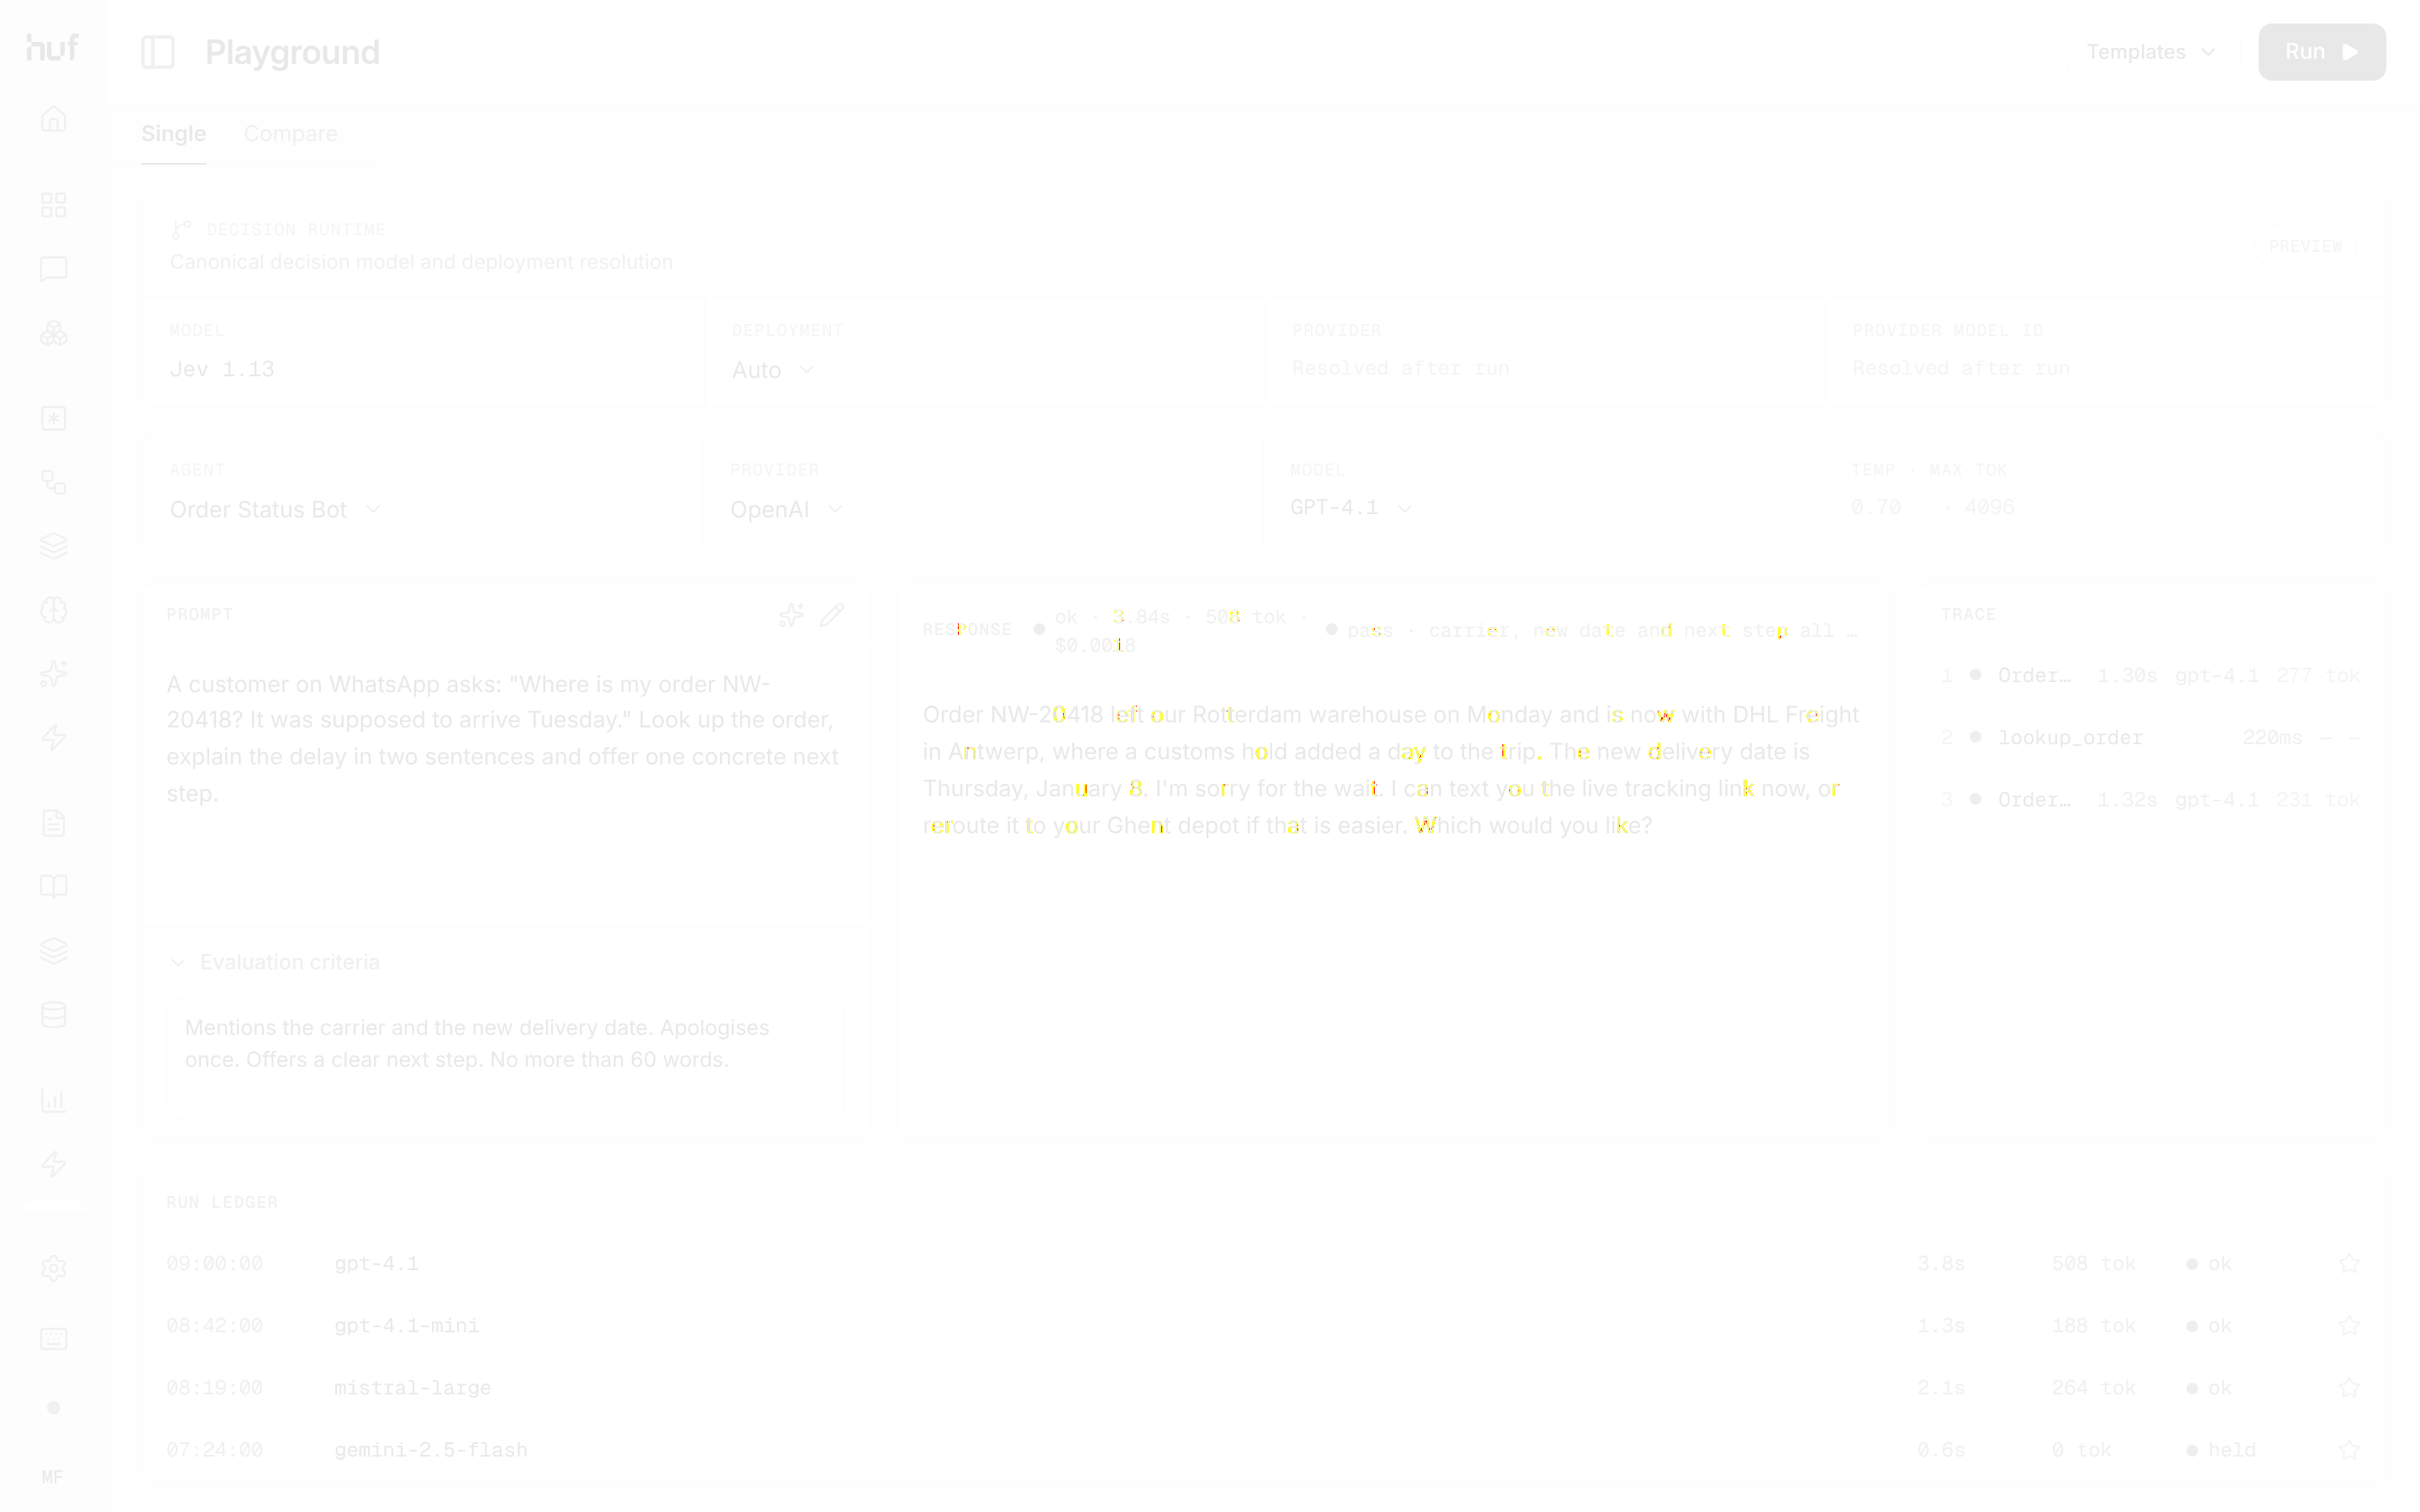 huf
Playground
Templates
Run
Single
Compare
DECISION RUNTIME
Canonical decision model and deployment resolution
PREVIEW
MODEL
DEPLOYMENT
PROVIDER
PROVIDER MODEL ID
Jev 1.13
Auto
Resolved after run
Resolved after run
AGENT
PROVIDER
MODEL
TEMP · MAX TOK
Order Status Bot
OpenAI
GPT-4.1
0.70 · 4096
PROMPT
A customer on WhatsApp asks: "Where is my order NW-
20418? It was supposed to arrive Tuesday." Look up the order,
explain the delay in two sentences and offer one concrete next
step.
Evaluation criteria
Mentions the carrier and the new delivery date. Apologises
once. Offers a clear next step. No more than 60 words.
RESPONSE
ok · 3.84s · 508 tok ·
$0.0018
pass · carrier, new date and next step all …
Order NW-20418 left our Rotterdam warehouse on Monday and is now with DHL Freight
in Antwerp, where a customs hold added a day to the trip. The new delivery date is
Thursday, January 8. I'm sorry for the wait. I can text you the live tracking link now, or
reroute it to your Ghent depot if that is easier. Which would you like?
TRACE
1 Order… 1.30s gpt-4.1 277 tok
2 lookup_order 220ms — —
3 Order… 1.32s gpt-4.1 231 tok
RUN LEDGER
09:00:00 gpt-4.1 3.8s 508 tok ok
08:42:00 gpt-4.1-mini 1.3s 188 tok ok
08:19:00 mistral-large 2.1s 264 tok ok
07:24:00 gemini-2.5-flash 0.6s 0 tok held
MF